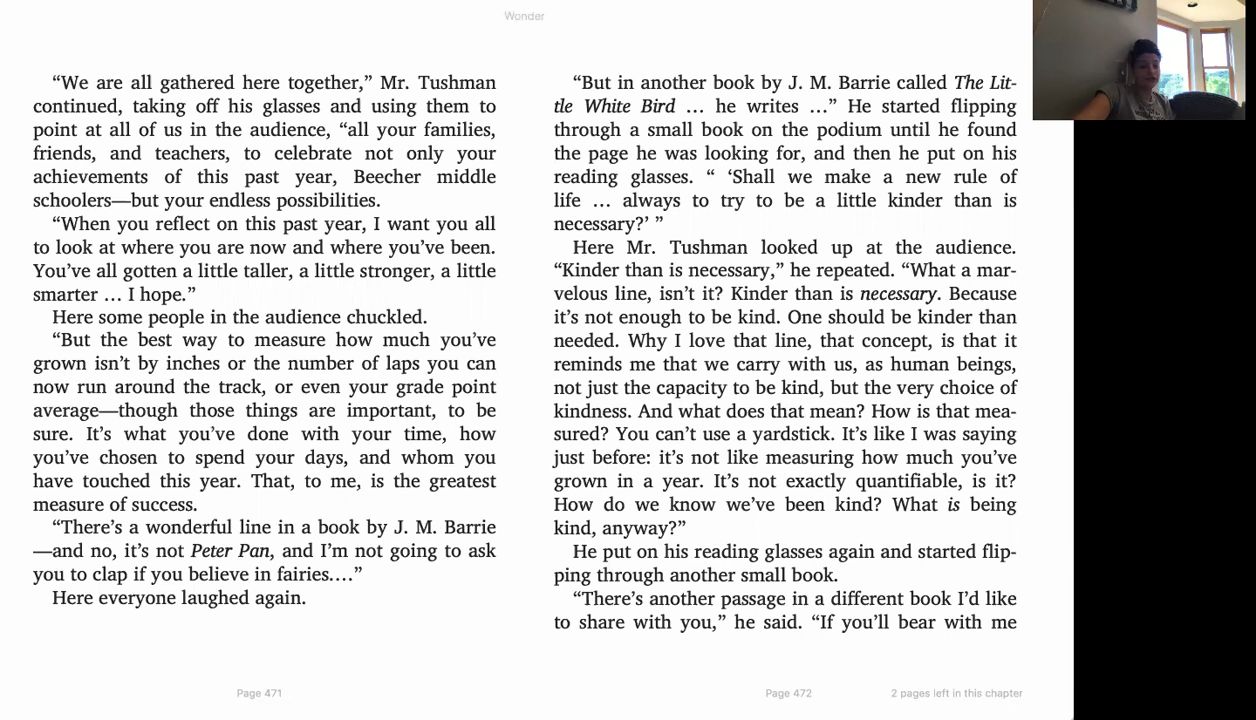 Wonder
“We are all gathered here together,” Mr. Tushman
continued, taking off his glasses and using them to
point at all of us in the audience, “all your families,
friends, and teachers, to celebrate not only your
achievements of this past year, Beecher middle
schoolers—but your endless possibilities.
“When you reflect on this past year, I want you all
to look at where you are now and where you’ve been.
You’ve all gotten a little taller, a little stronger, a little
smarter … I hope.”
Here some people in the audience chuckled.
“But the best way to measure how much you’ve
grown isn’t by inches or the number of laps you can
now run around the track, or even your grade point
average—though those things are important, to be
sure. It’s what you’ve done with your time, how
you’ve chosen to spend your days, and whom you
have touched this year. That, to me, is the greatest
measure of success.
“There’s a wonderful line in a book by J. M. Barrie
—and no, it’s not Peter Pan, and I’m not going to ask
you to clap if you believe in fairies.…”
Here everyone laughed again.
Page 471
“But in another book by J. M. Barrie called The Lit-
tle White Bird … he writes …” He started flipping
through a small book on the podium until he found
the page he was looking for, and then he put on his
reading glasses. “ ‘Shall we make a new rule of
life … always to try to be a little kinder than is
necessary?’ ”
Here Mr. Tushman looked up at the audience.
“Kinder than is necessary,” he repeated. “What a mar-
velous line, isn’t it? Kinder than is necessary. Because
it’s not enough to be kind. One should be kinder than
needed. Why I love that line, that concept, is that it
reminds me that we carry with us, as human beings,
not just the capacity to be kind, but the very choice of
kindness. And what does that mean? How is that mea-
sured? You can’t use a yardstick. It’s like I was saying
just before: it’s not like measuring how much you’ve
grown in a year. It’s not exactly quantifiable, is it?
How do we know we’ve been kind? What is being
kind, anyway?”
He put on his reading glasses again and started flip-
ping through another small book.
“There’s another passage in a different book I’d like
to share with you,” he said. “If you’ll bear with me
Page 472
2 pages left in this chapter